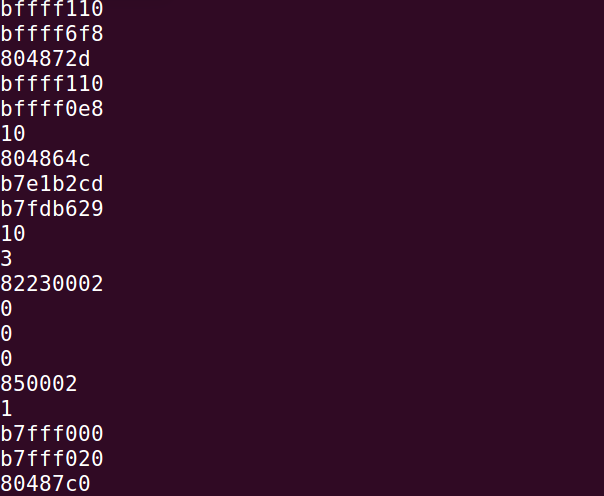 bffff110
bffff6f8
804872d
bffff110
bffff0e8
10
804864c
b7e1b2cd
b7fdb629
10
3
82230002
0
0
0
850002
1
b7fff000
b7fff020
80487c0